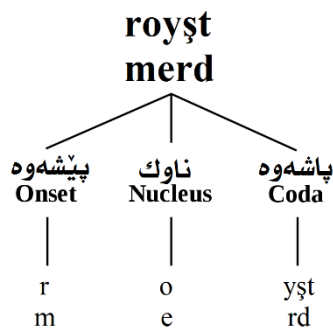 royşt
merd
پێشەوە ناوك پاشەوە
Onset Nucleus Coda
r o yşt
m e rd